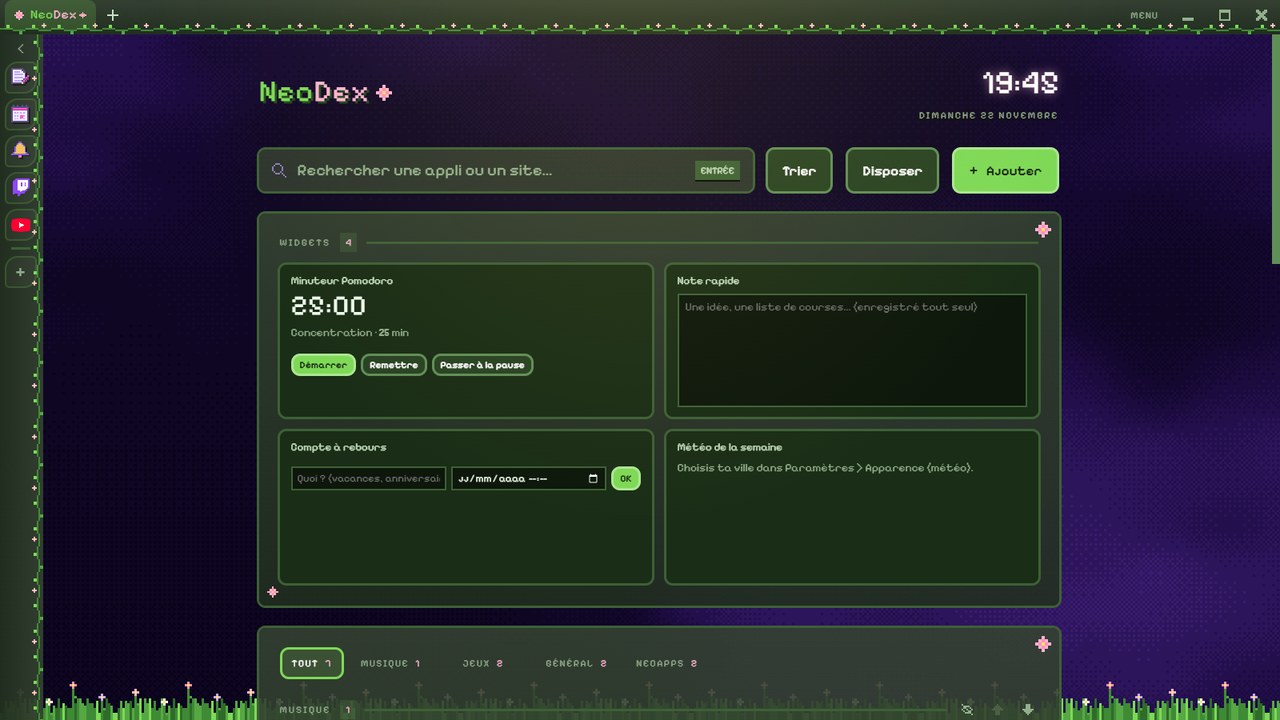 NeoDex
MENU
NeoDex
19:45
DIMANCHE 22 NOVEMBRE
Rechercher une appli ou un site...
ENTRÉE
Trier
Disposer
+ Ajouter
WIDGETS 4
Minuteur Pomodoro
25:00
Concentration · 25 min
Démarrer
Remettre
Passer à la pause
Note rapide
Une idée, une liste de courses... (enregistré tout seul)
Compte à rebours
Quoi ? (vacances, anniversai
jj/mm/aaaa --:--
OK
Météo de la semaine
Choisis ta ville dans Paramètres > Apparence (météo).
TOUT 7
MUSIQUE 1
JEUX 2
GÉNÉRAL 2
NEOAPPS 2
MUSIQUE 1